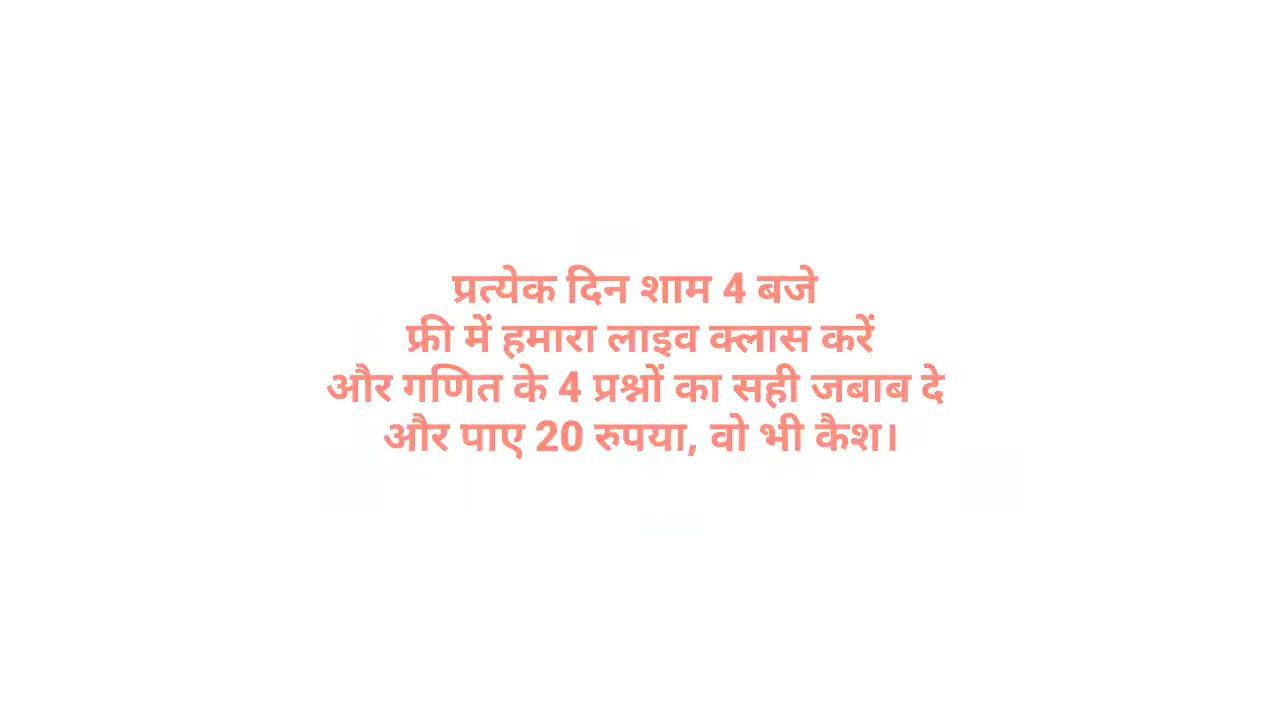 प्रत्येक दिन शाम 4 बजे
फ्री में हमारा लाइव क्लास करें
और गणित के 4 प्रश्नों का सही जबाब दे
और पाए 20 रुपया, वो भी कैश।